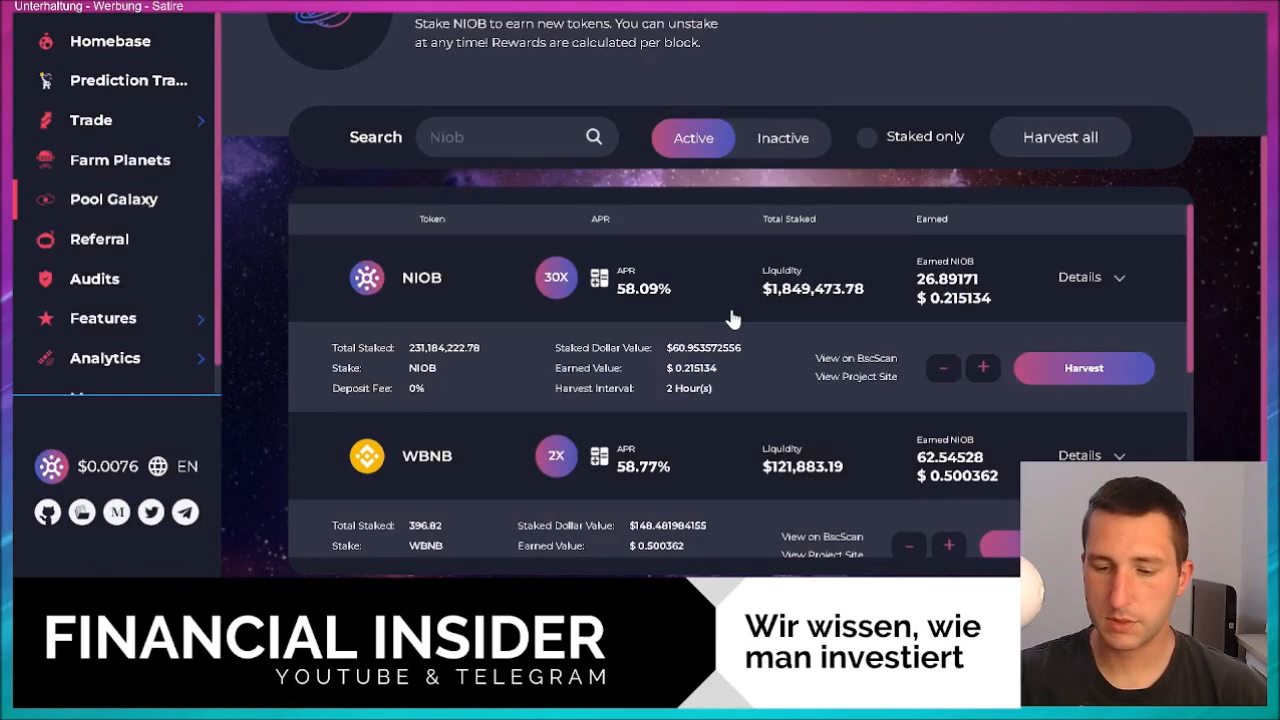 Unterhaltung - Werbung - Satire
Homebase
Prediction Tra...
Trade
Farm Planets
Pool Galaxy
Referral
Audits
Features
Analytics
$0.0076 EN
Stake NIOB to earn new tokens. You can unstake
at any time! Rewards are calculated per block.
Search Niob Active Inactive Staked only Harvest all
Token APR Total Staked Earned
NIOB 30X APR 58.09% Liquidity $1,849,473.78 Earned NIOB 26.89171 $ 0.215134 Details
Total Staked: 231,184,222.78 Staked Dollar Value: $60.953572556
Stake: NIOB Earned Value: $ 0.215134
Deposit Fee: 0% Harvest Interval: 2 Hour(s)
View on BscScan
View Project Site
- + Harvest
WBNB 2X APR 58.77% Liquidity $121,883.19 Earned NIOB 62.54528 $ 0.500362 Details
Total Staked: 396.82 Staked Dollar Value: $148.481984155
Stake: WBNB Earned Value: $ 0.500362
View on BscScan
View Project Site
- +
FINANCIAL INSIDER
YOUTUBE & TELEGRAM
Wir wissen, wie
man investiert